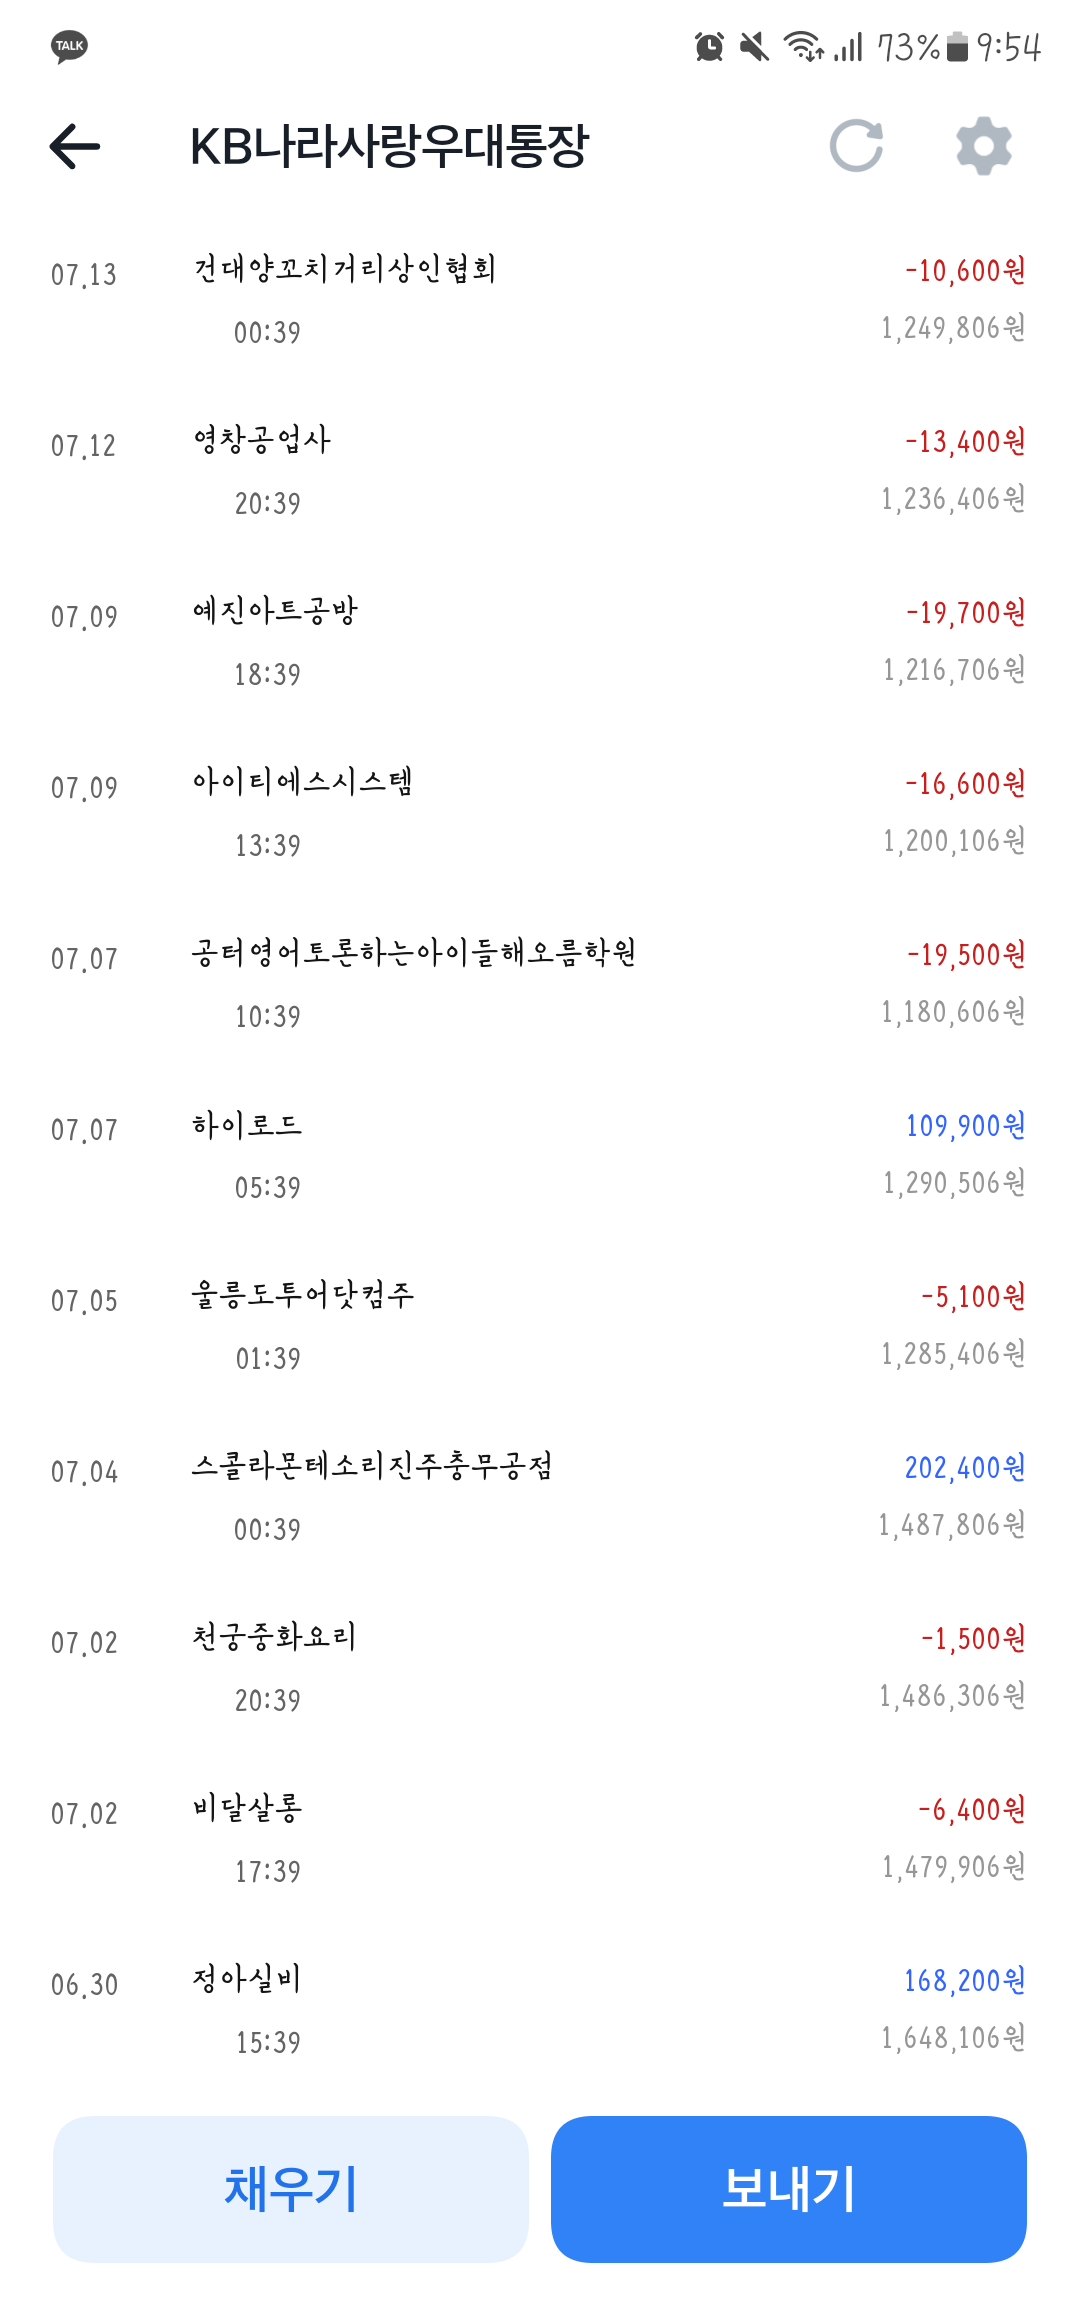 TALK 73% 9:54
KB나라사랑우대통장
07.13 건대양꼬치거리상인협회 -10,600원
00:39 1,249,806원
07.12 영창공업사 -13,400원
20:39 1,236,406원
07.09 예진아트공방 -19,700원
18:39 1,216,706원
07.09 아이티에스시스템 -16,600원
13:39 1,200,106원
07.07 공터영어토론하는아이들해오름학원 -19,500원
10:39 1,180,606원
07.07 하이로드 109,900원
05:39 1,290,506원
07.05 울릉도투어닷컴주 -5,100원
01:39 1,285,406원
07.04 스콜라몬테소리진주충무공점 202,400원
00:39 1,487,806원
07.02 천궁중화요리 -1,500원
20:39 1,486,306원
07.02 비달살롱 -6,400원
17:39 1,479,906원
06.30 정아실비 168,200원
15:39 1,648,106원
채우기 보내기